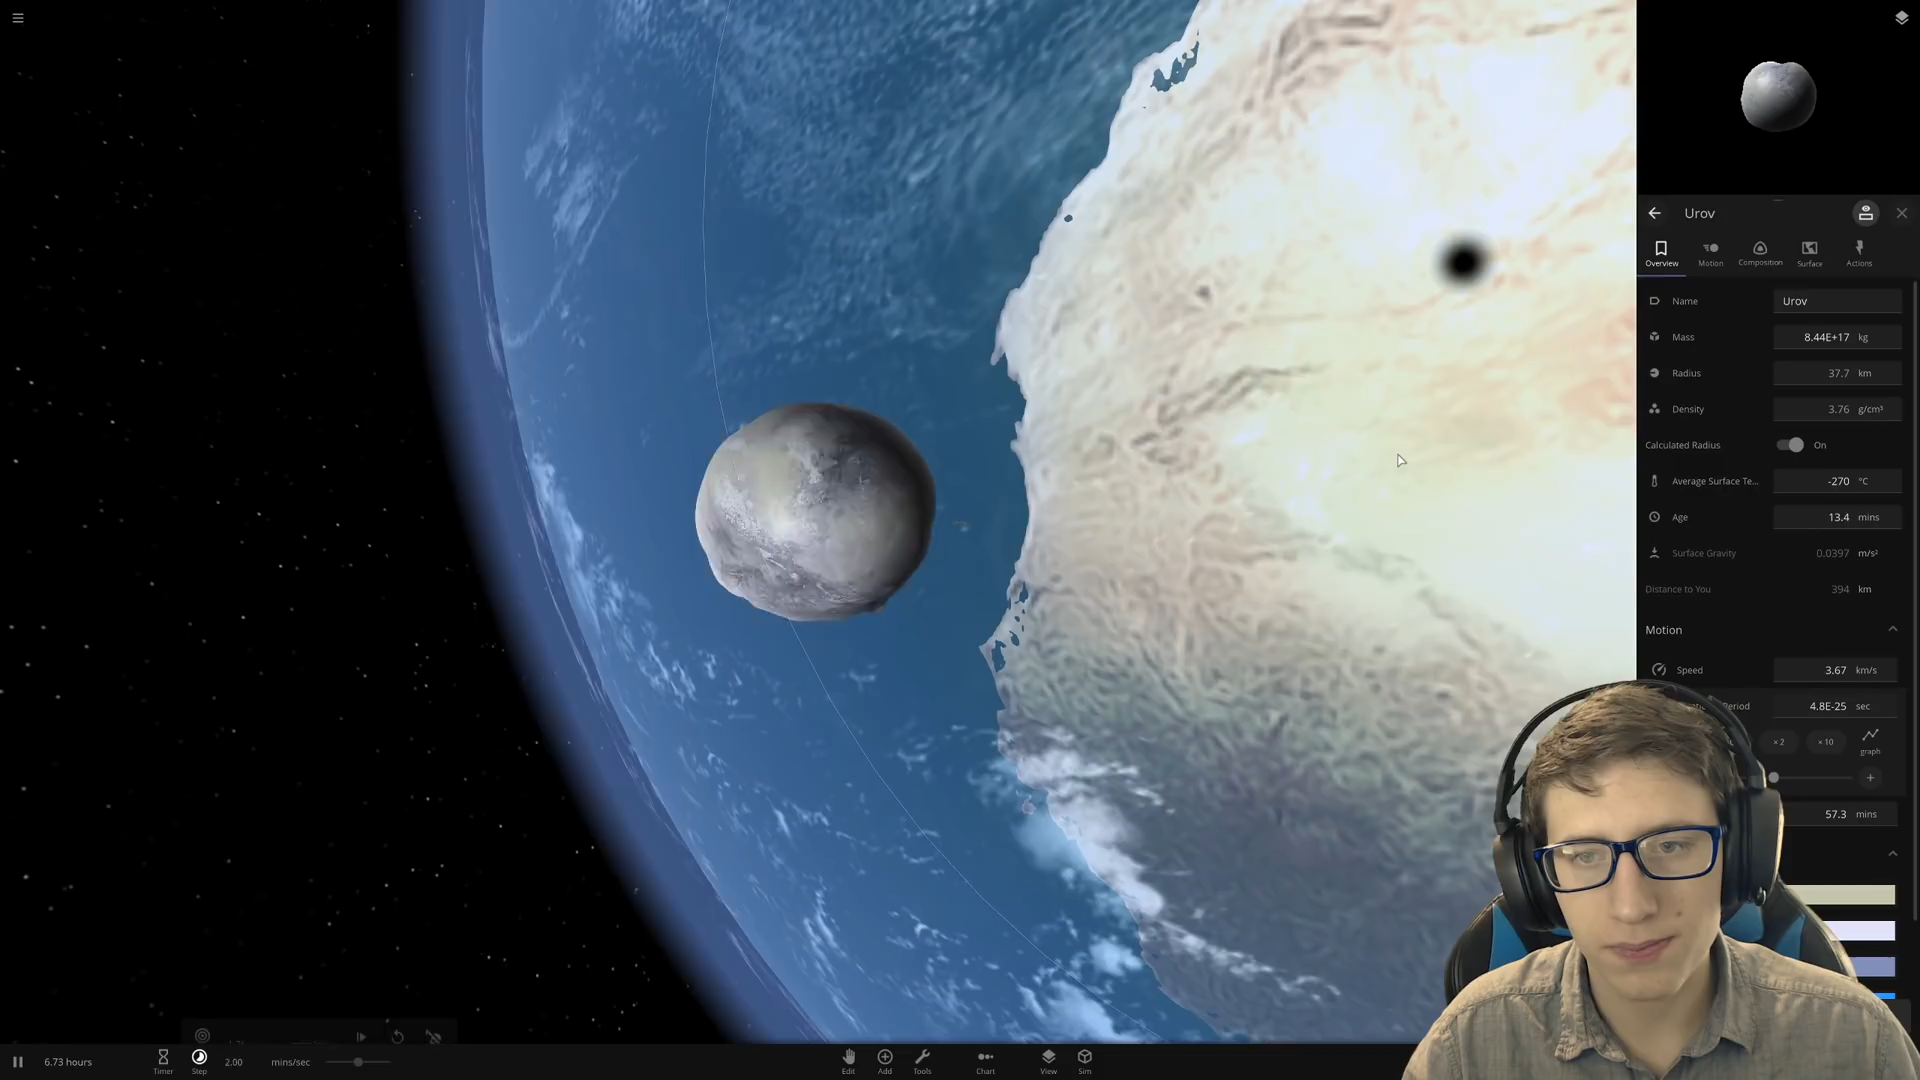 Urov
Overview Motion Composition Surface Actions
Name Urov
Mass 8.44E+17 kg
Radius 37.7 km
Density 3.76 g/cm³
Calculated Radius On
Average Surface Te... -270 °C
Age 13.4 mins
Surface Gravity 0.0397 m/s²
Distance to You 394 km
Motion
Speed 3.67 km/s
Period 4.8E-25 sec
×2 ×10 graph
57.3 mins
6.73 hours Timer Step 2.00 mins/sec Edit Add Tools Chart View Sim